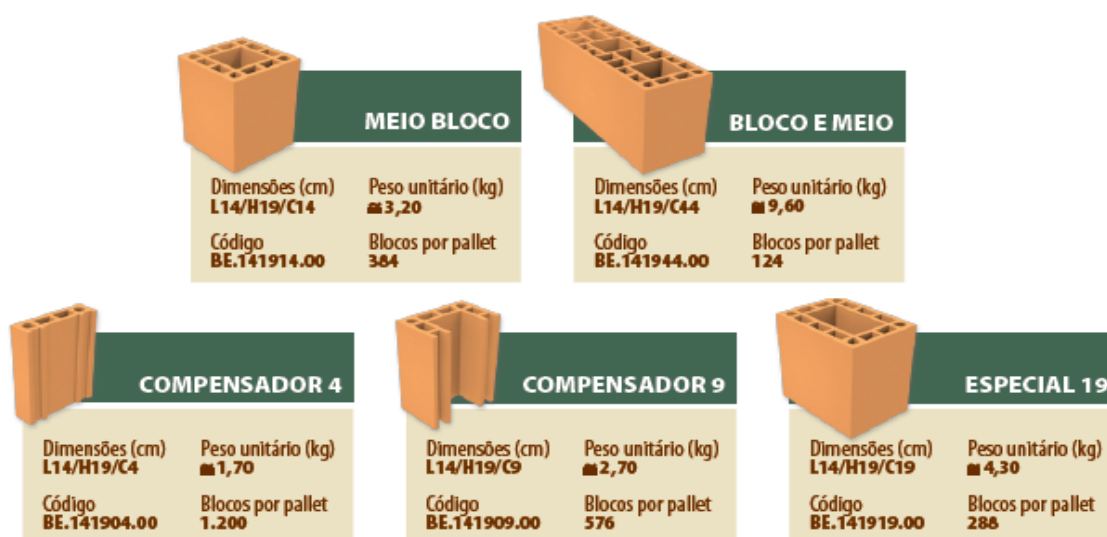 MEIO BLOCO
Dimensões (cm) Peso unitário (kg)
L14/H19/C14 3,20
Código Blocos por pallet
BE.141914.00 384
BLOCO E MEIO
Dimensões (cm) Peso unitário (kg)
L14/H19/C44 9,60
Código Blocos por pallet
BE.141944.00 124
COMPENSADOR 4
Dimensões (cm) Peso unitário (kg)
L14/H19/C4 1,70
Código Blocos por pallet
BE.141904.00 1.200
COMPENSADOR 9
Dimensões (cm) Peso unitário (kg)
L14/H19/C9 2,70
Código Blocos por pallet
BE.141909.00 576
ESPECIAL 19
Dimensões (cm) Peso unitário (kg)
L14/H19/C19 4,30
Código Blocos por pallet
BE.141919.00 288